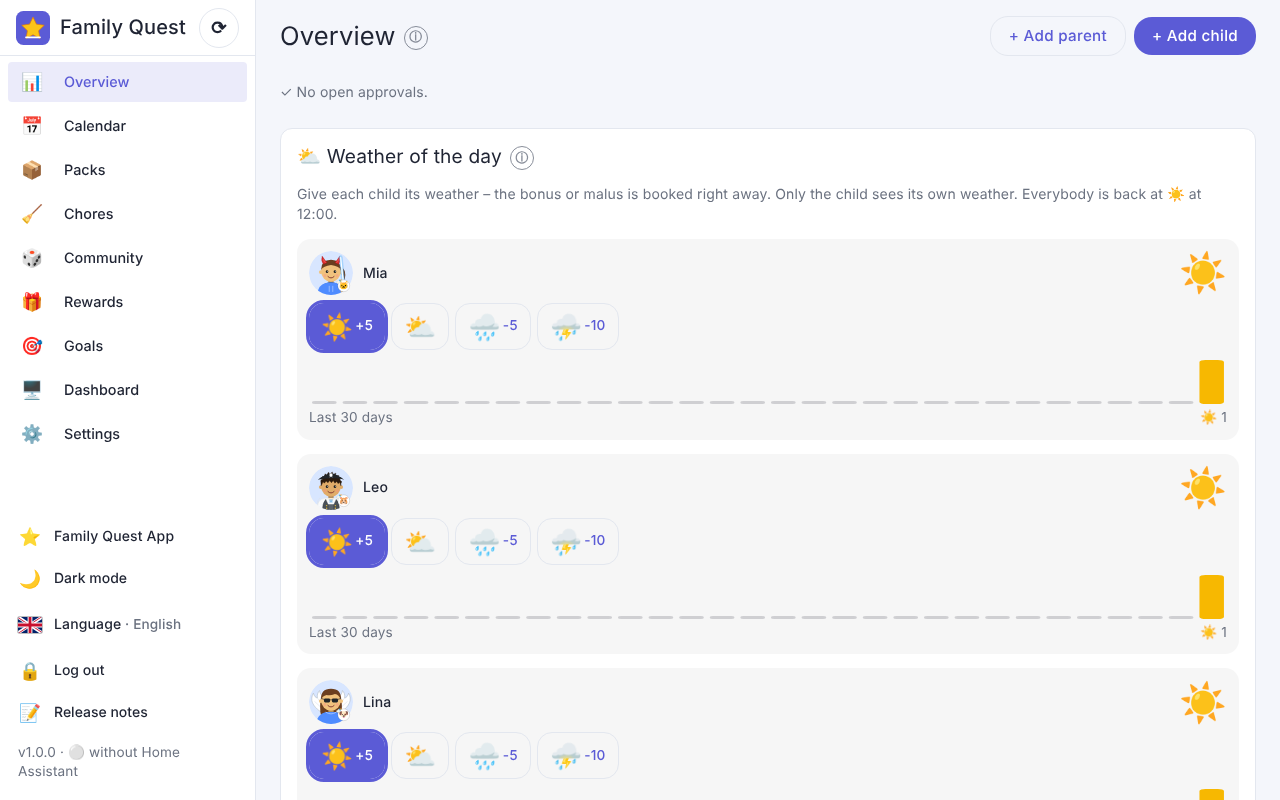 Family Quest
⟳
Overview
Calendar
Packs
Chores
Community
Rewards
Goals
Dashboard
Settings
Family Quest App
Dark mode
Language · English
Log out
Release notes
v1.0.0 · ⚪ without Home
Assistant
Overview ⓘ
+ Add parent
+ Add child
✓ No open approvals.
⛅ Weather of the day ⓘ
Give each child its weather – the bonus or malus is booked right away. Only the child sees its own weather. Everybody is back at ☀️ at
12:00.
Mia
+5
-5
-10
Last 30 days
☀️ 1
Leo
+5
-5
-10
Last 30 days
☀️ 1
Lina
+5
-5
-10